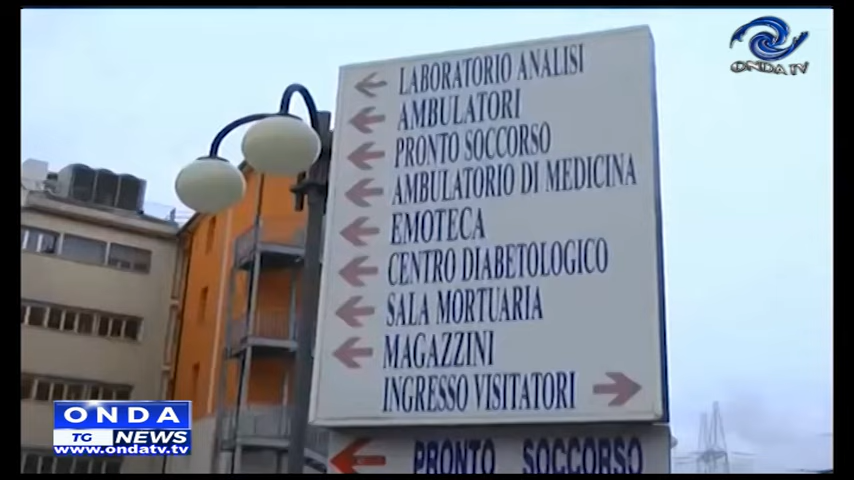 ONDA TV
LABORATORIO ANALISI
AMBULATORI
PRONTO SOCCORSO
AMBULATORIO DI MEDICINA
EMOTECA
CENTRO DIABETOLOGICO
SALA MORTUARIA
MAGAZZINI
INGRESSO VISITATORI
PRONTO SOCCORSO
ONDA
TG NEWS
www.ondatv.tv